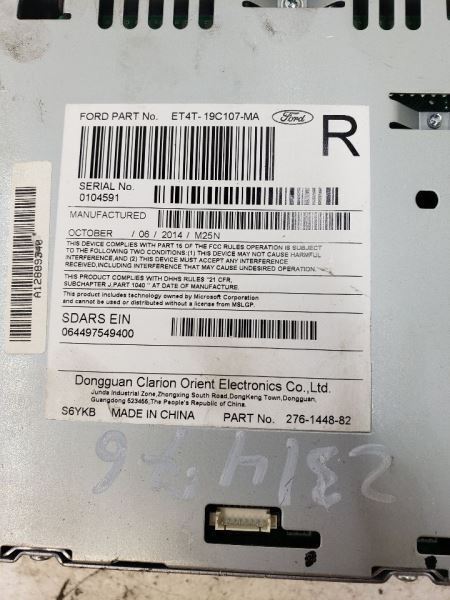 FORD PART No. ET4T-19C107-MA Ford
R
SERIAL No.
0104591
MANUFACTURED
OCTOBER / 06 / 2014 / M25N
THIS DEVICE COMPLIES WITH PART 15 OF THE FCC RULES OPERATION IS SUBJECT
TO THE FOLLOWING TWO CONDITIONS:(1) THIS DEVICE MAY NOT CAUSE HARMFUL
INTERFERENCE,AND (2) THIS DEVICE MUST ACCEPT ANY INTERFERENCE
RECEIVED,INCLUDING INTERFERENCE THAT MAY CAUSE UNDESIRED OPERATION.
THIS PRODUCT COMPLIES WITH DHHS RULES "21 CFR,
SUBCHAPTER J,PART 1040" AT DATE OF MANUFACTURE.
This product includes technology owned by Microsoft Corporation
and cannot be used or distributed without a license from MSLGP.
SDARS EIN
064497549400
Dongguan Clarion Orient Electronics Co.,Ltd.
Junda Industrial Zone,Zhongxing South Road,DongKeng Town,Dongguan,
Guangdong 523455,The People's Republic of China.
S6YKB MADE IN CHINA PART No. 276-1448-82